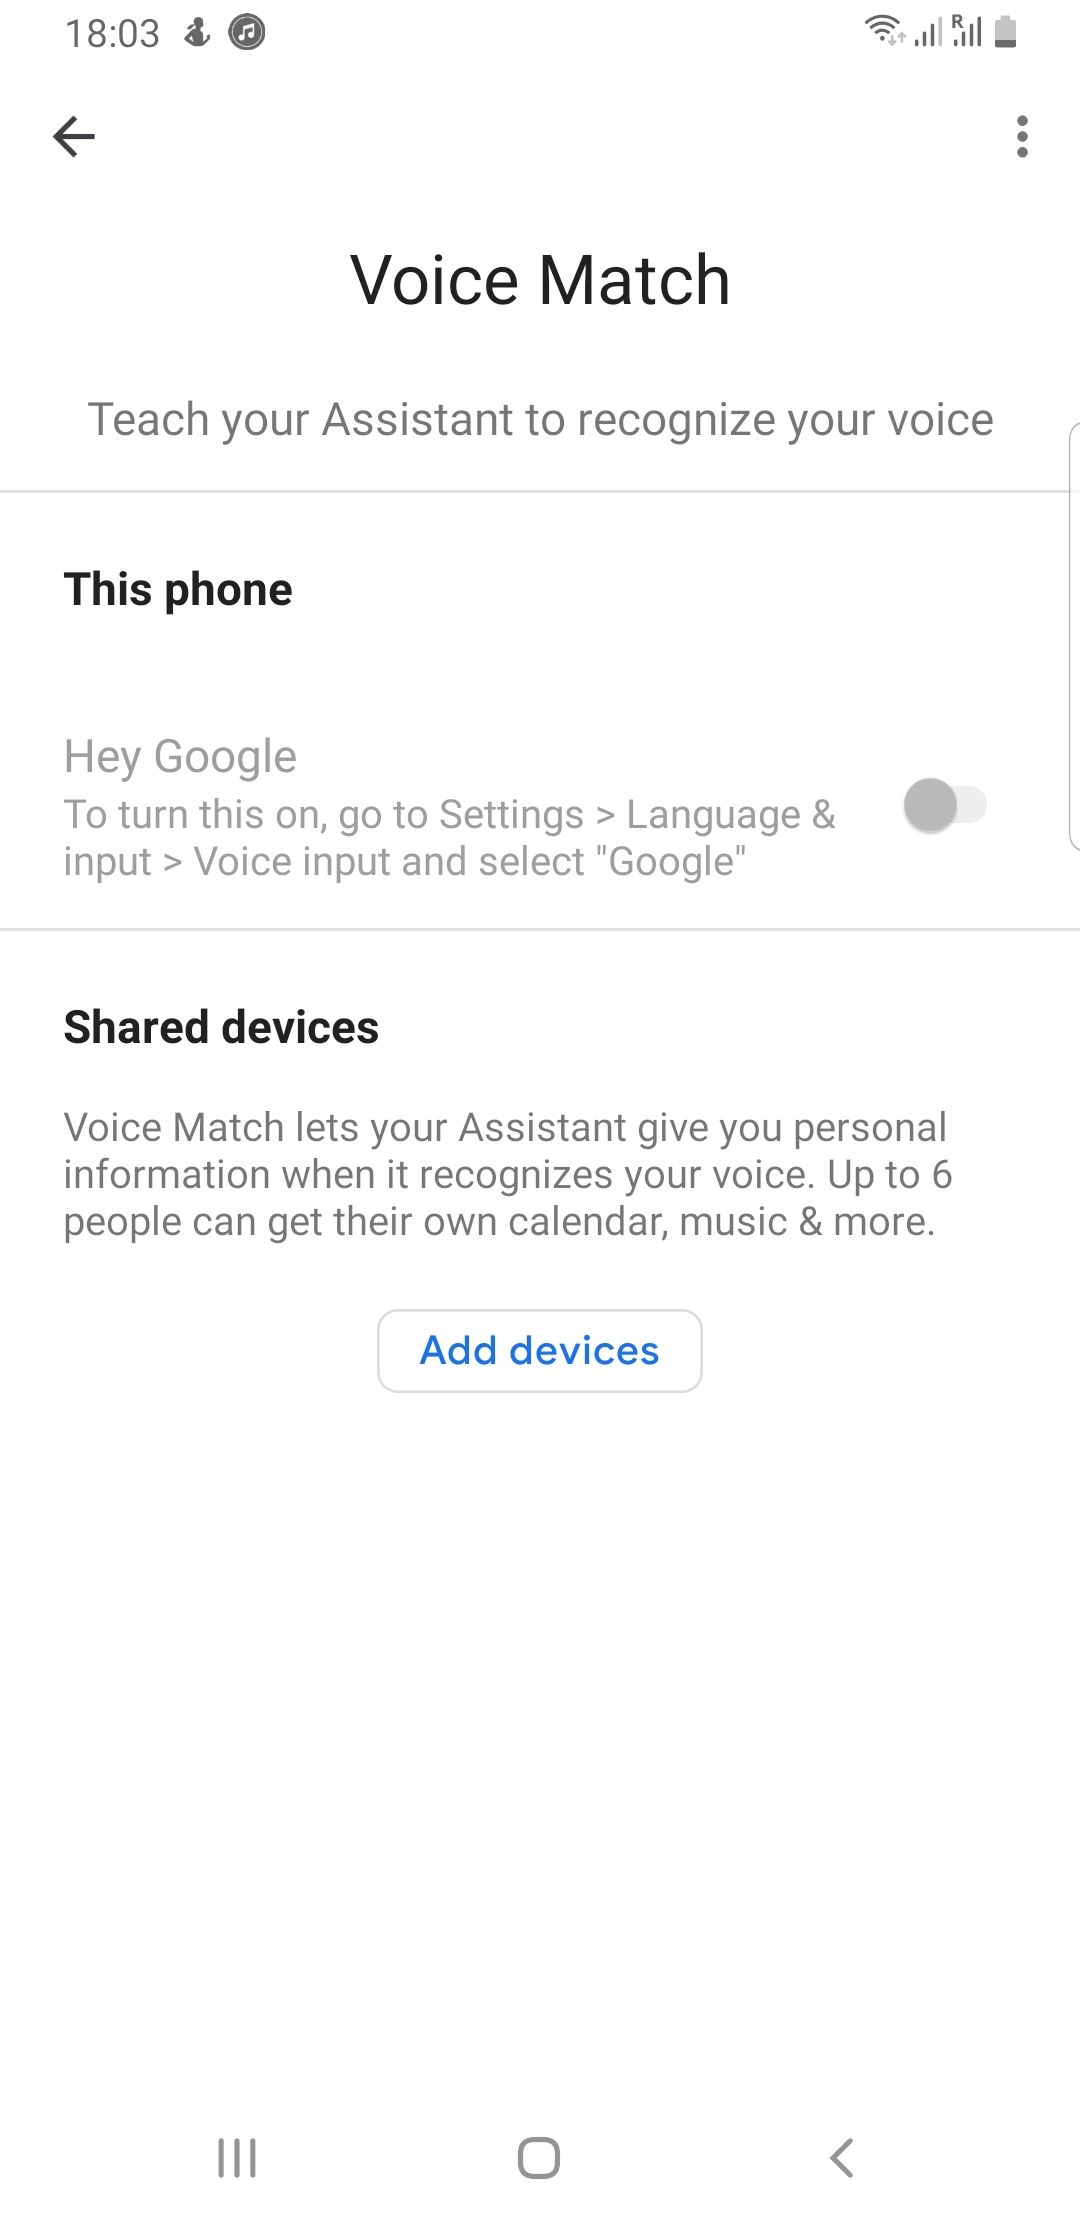 18:03
R
Voice Match
Teach your Assistant to recognize your voice
This phone
Hey Google
To turn this on, go to Settings > Language &
input > Voice input and select "Google"
Shared devices
Voice Match lets your Assistant give you personal
information when it recognizes your voice. Up to 6
people can get their own calendar, music & more.
Add devices